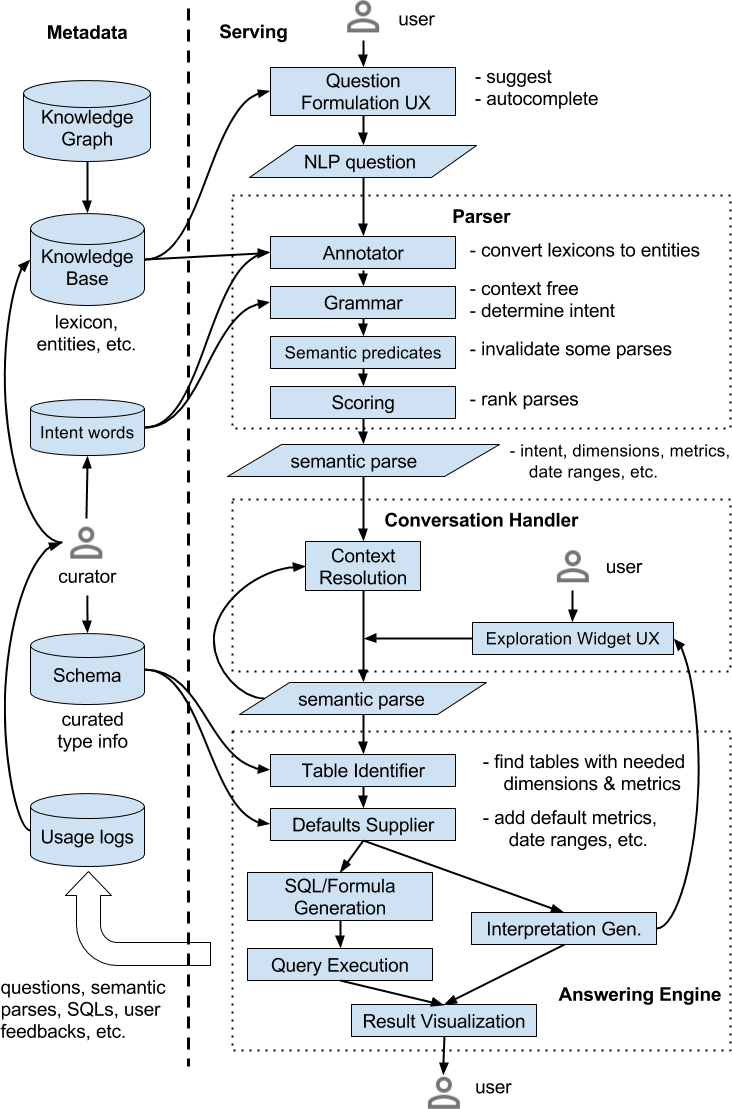 Metadata
Serving
user
Question
Formulation UX
- suggest
- autocomplete
Knowledge
Graph
NLP question
Parser
Knowledge
Base
lexicon,
entities, etc.
Annotator
- convert lexicons to entities
Grammar
- context free
- determine intent
Semantic predicates
- invalidate some parses
Scoring
- rank parses
Intent words
semantic parse
- intent, dimensions, metrics,
date ranges, etc.
Conversation Handler
curator
Context
Resolution
user
Exploration Widget UX
Schema
curated
type info
semantic parse
Table Identifier
- find tables with needed
dimensions & metrics
Defaults Supplier
- add default metrics,
date ranges, etc.
Usage logs
SQL/Formula
Generation
Interpretation Gen.
Query Execution
questions, semantic
parses, SQLs, user
feedbacks, etc.
Answering Engine
Result Visualization
user